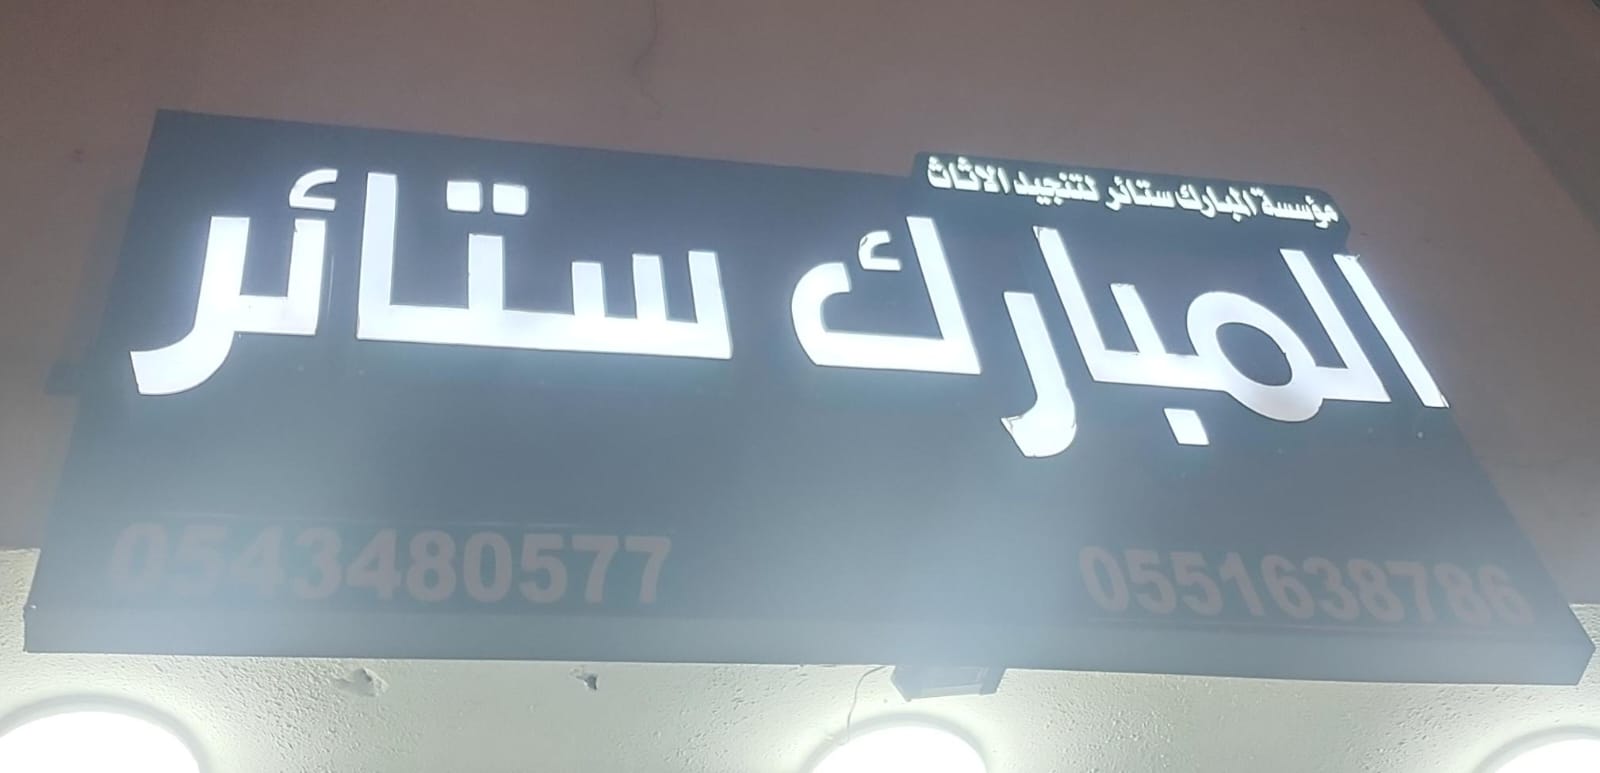 مؤسسة المبارك ستائر لتنجيد الاثاث
المبارك ستائر
0543480577 0551638786